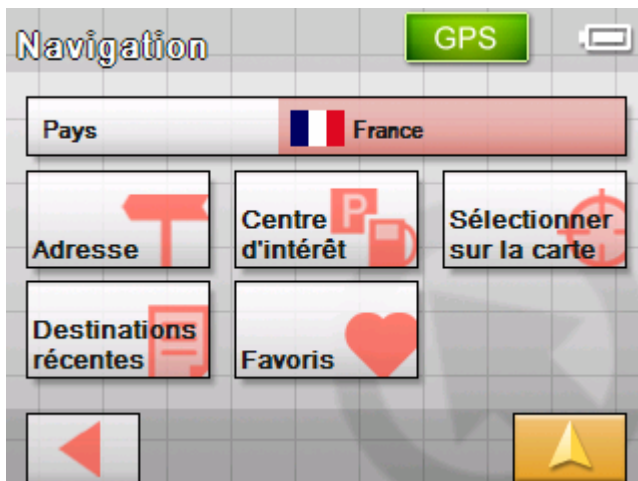 Navigation
GPS
Pays
France
Adresse
Centre
d'intérêt
P
Sélectionner
sur la carte
Destinations
récentes
Favoris